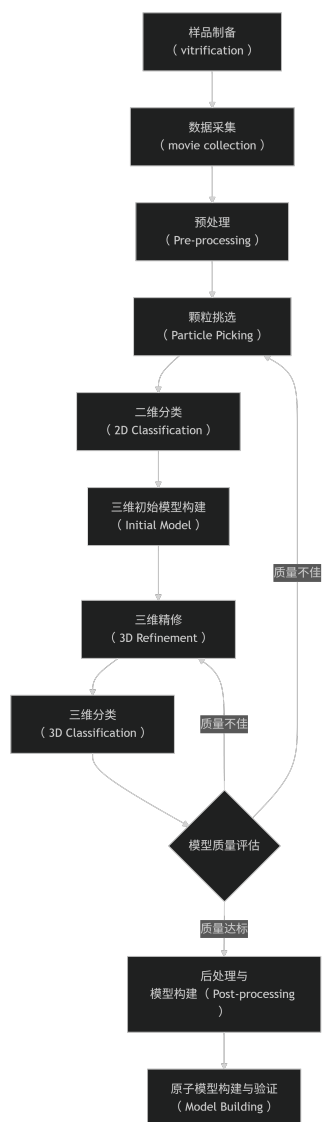 样品制备
（ vitrification ）
数据采集
（ movie collection ）
预处理
（ Pre-processing ）
颗粒挑选
（ Particle Picking ）
二维分类
（ 2D Classification ）
三维初始模型构建
（ Initial Model ）
质量不佳
三维精修
（ 3D Refinement ）
三维分类
（ 3D Classification ）
质量不佳
模型质量评估
质量达标
后处理与
模型构建（ Post-processing
）
原子模型构建与验证
（ Model Building ）